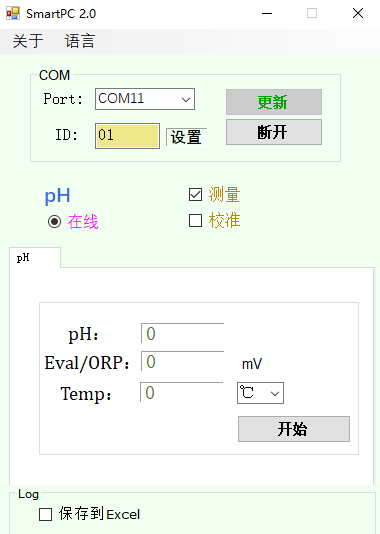 SmartPC 2.0
关于 语言
COM
Port: COM11 更新
ID: 01 设置 断开
pH 测量
在线 校准
pH
pH: 0
Eval/ORP: 0 mV
Temp: 0 ℃
开始
Log
保存到Excel